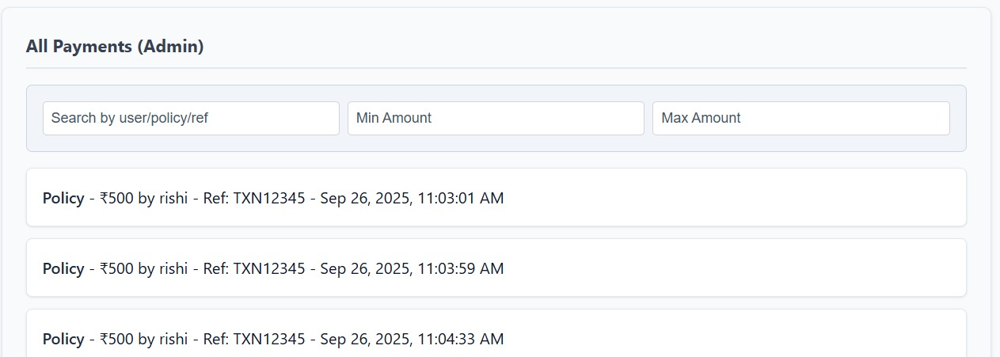 All Payments (Admin)
Search by user/policy/ref
Min Amount
Max Amount
Policy - ₹500 by rishi - Ref: TXN12345 - Sep 26, 2025, 11:03:01 AM
Policy - ₹500 by rishi - Ref: TXN12345 - Sep 26, 2025, 11:03:59 AM
Policy - ₹500 by rishi - Ref: TXN12345 - Sep 26, 2025, 11:04:33 AM